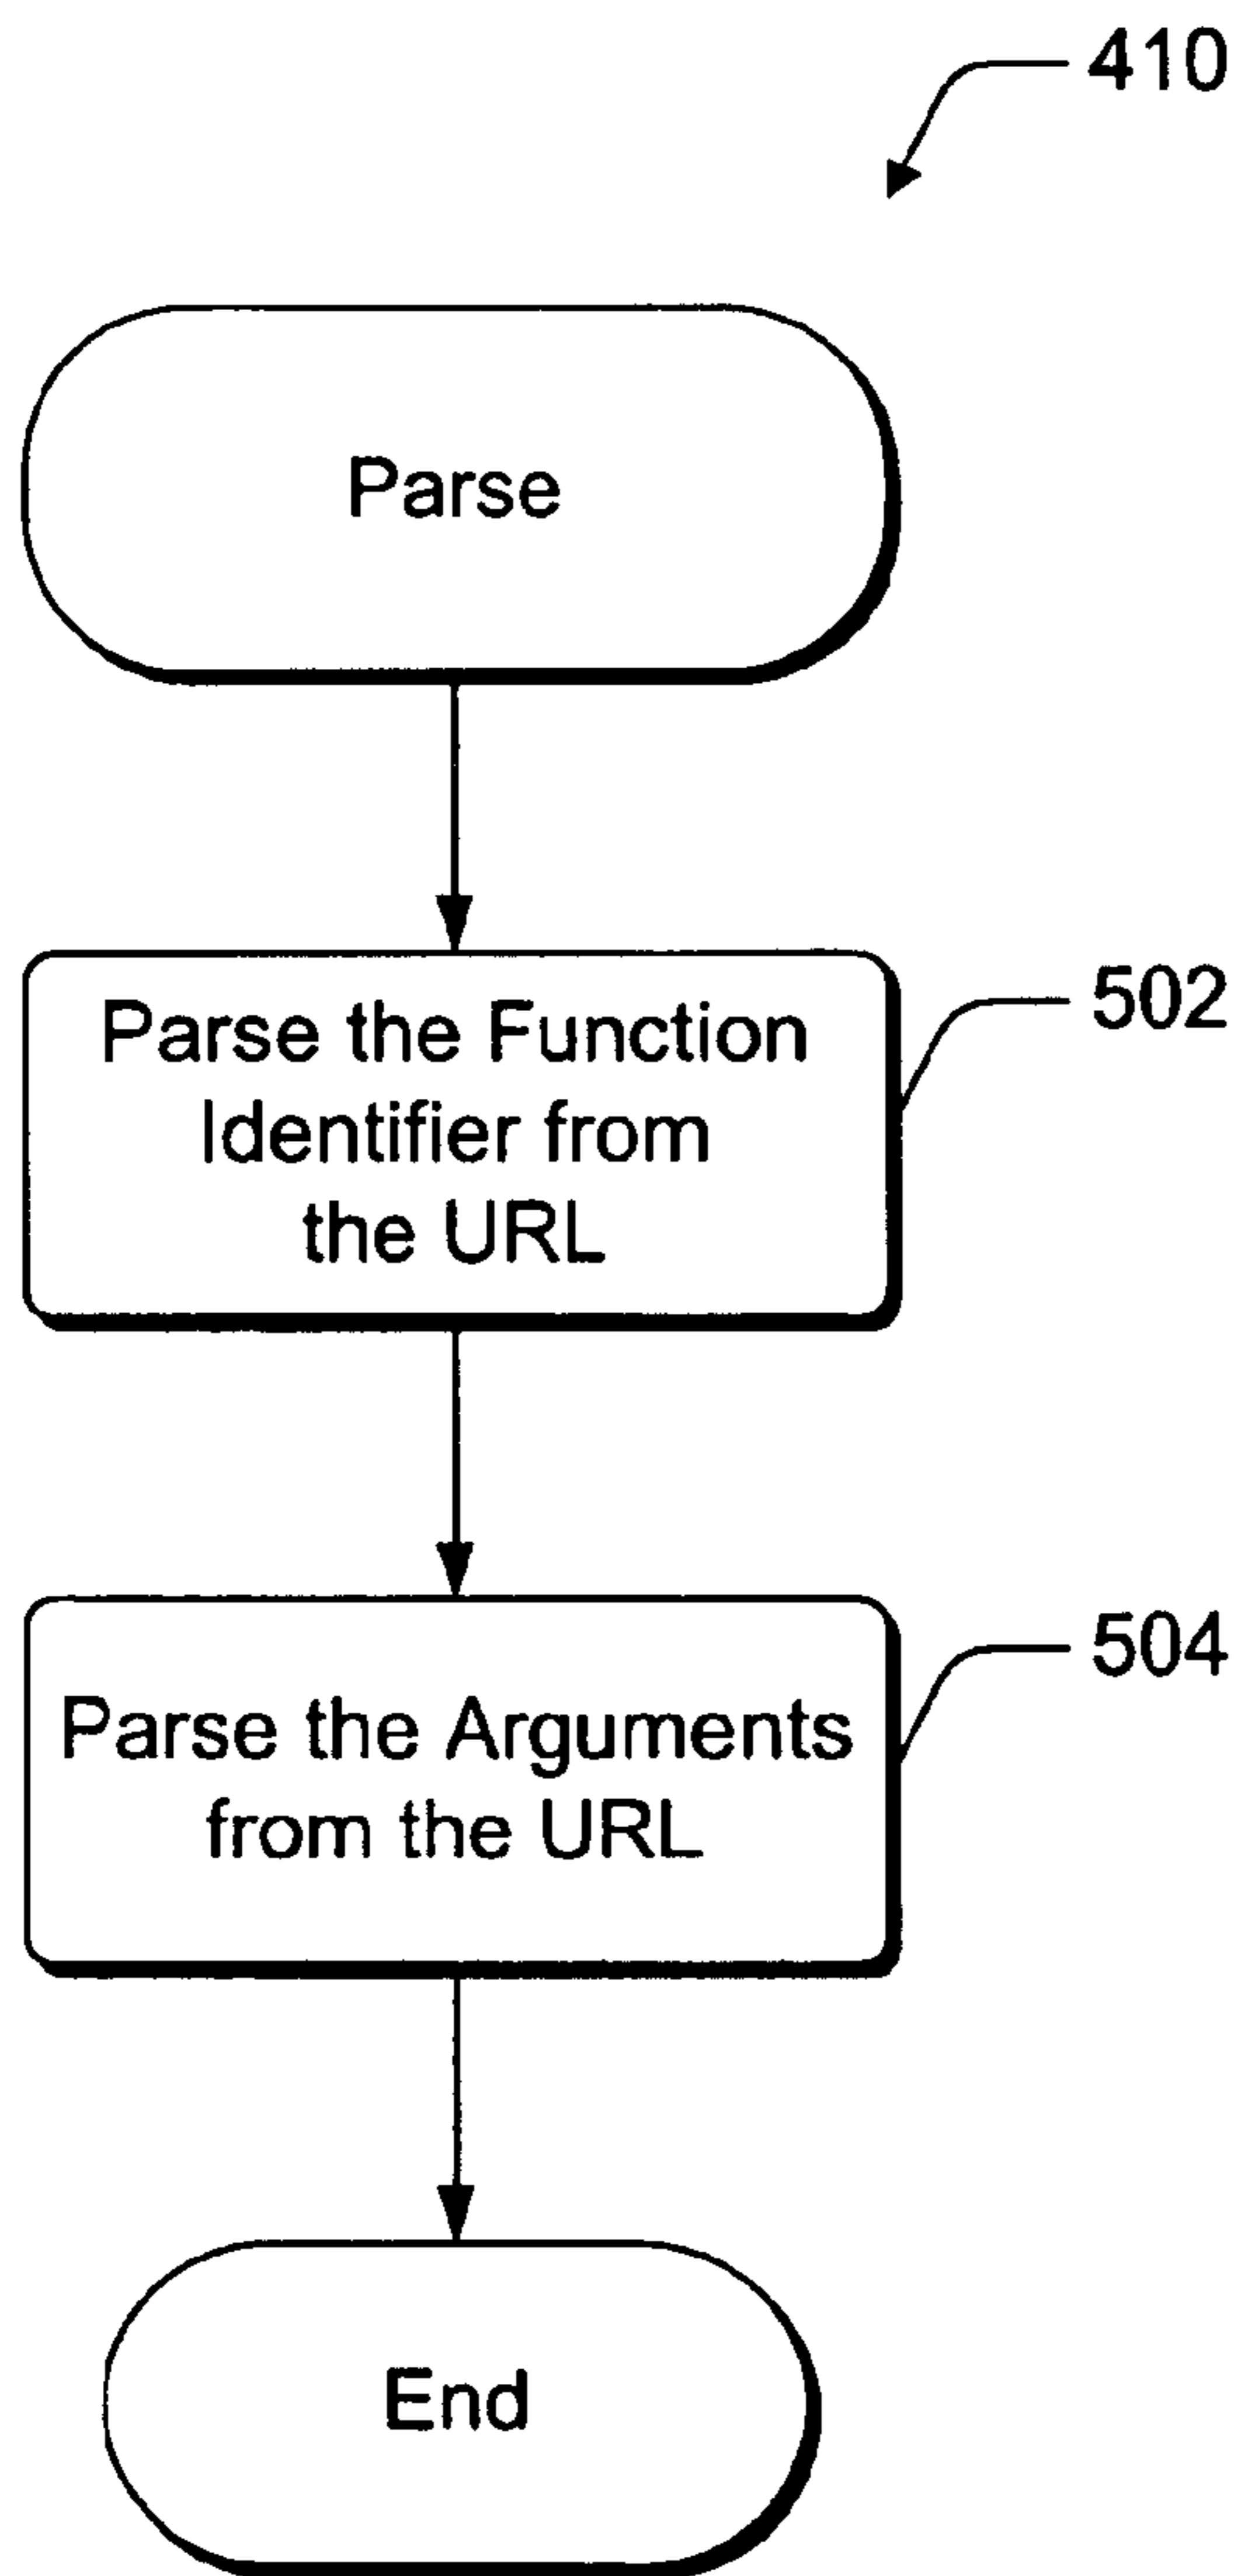 410
Parse
Parse the Function
Identifier from
the URL
502
Parse the Arguments
from the URL
504
End